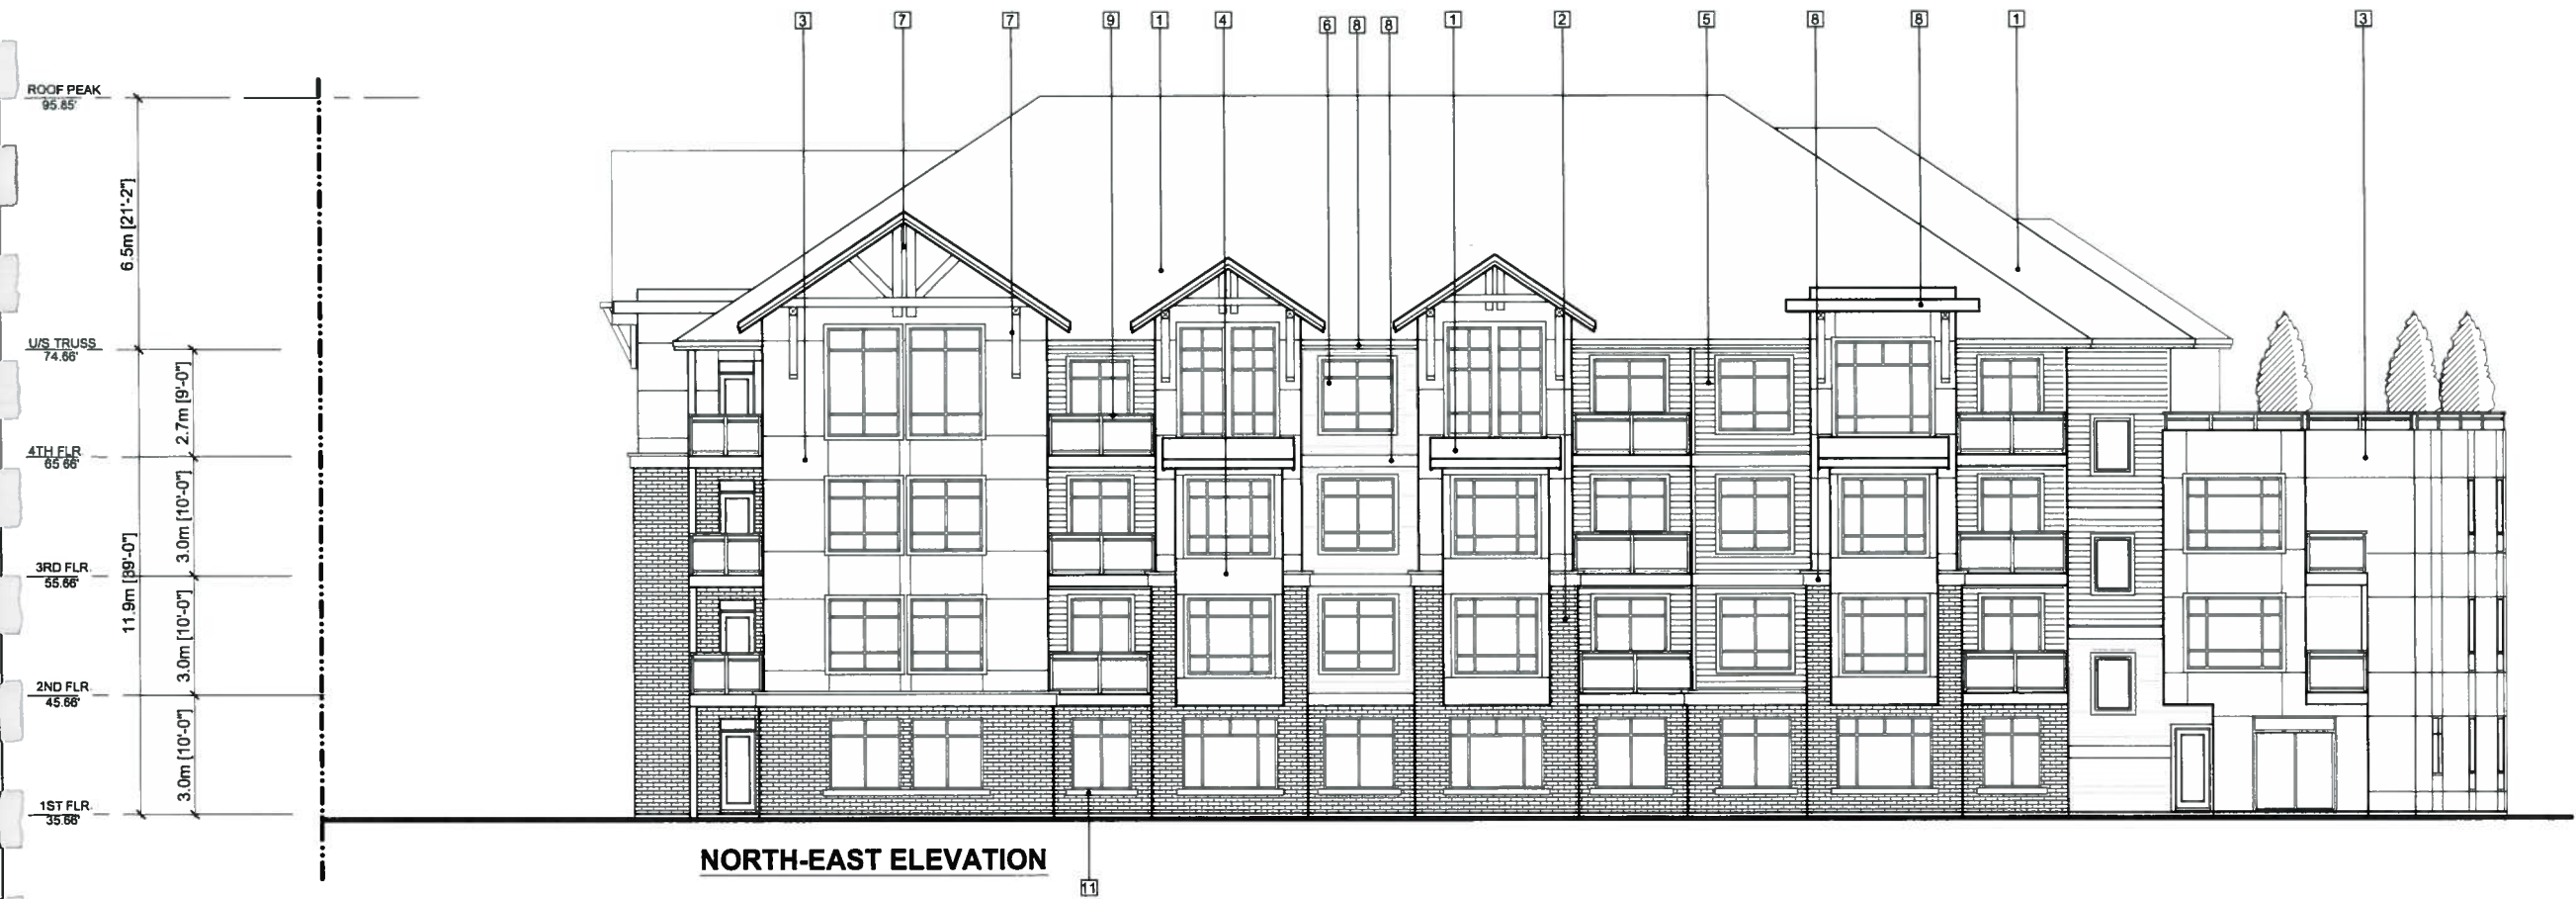 3 7 7 9 1 4 6 8 8 1 2 5 8 8 1 3
ROOF PEAK
95.85'
6.5m [21'-2"]
U/S TRUSS
74.66'
2.7m [9'-0"]
4TH FLR
65.66'
3.0m [10'-0"]
11.9m [39'-0"]
3RD FLR.
55.66'
3.0m [10'-0"]
2ND FLR.
45.66'
3.0m [10'-0"]
1ST FLR.
35.66'
NORTH-EAST ELEVATION
11